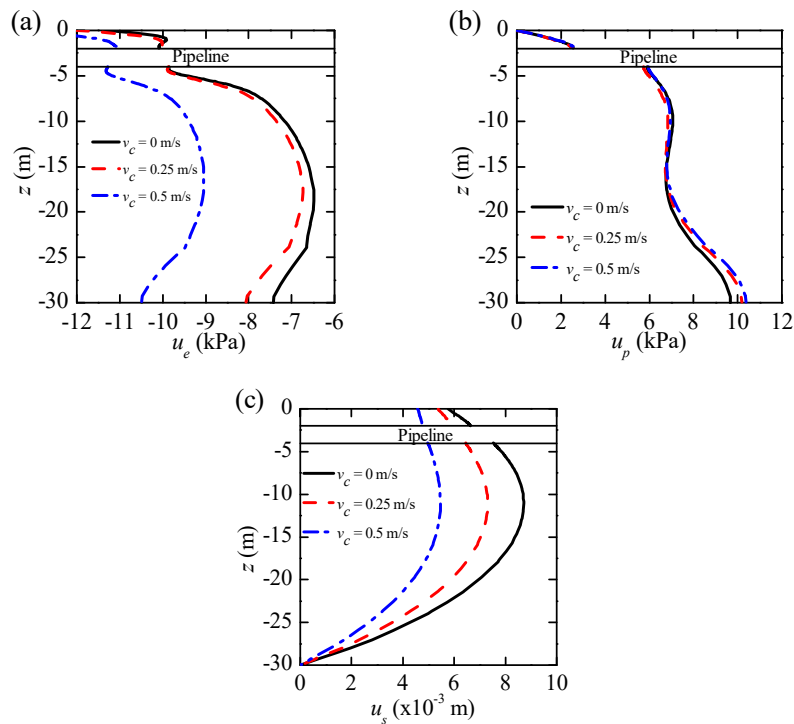 (a)
0
-5
-10
-15
-20
-25
-30
z (m)
Pipeline
v_c = 0 m/s
v_c = 0.25 m/s
v_c = 0.5 m/s
-12 -11 -10 -9 -8 -7 -6
u_e (kPa)
(b)
0
-5
-10
-15
-20
-25
-30
z (m)
Pipeline
v_c = 0 m/s
v_c = 0.25 m/s
v_c = 0.5 m/s
0 2 4 6 8 10 12
u_p (kPa)
(c)
0
-5
-10
-15
-20
-25
-30
z (m)
Pipeline
v_c = 0 m/s
v_c = 0.25 m/s
v_c = 0.5 m/s
0 2 4 6 8 10
u_s (x10⁻³ m)